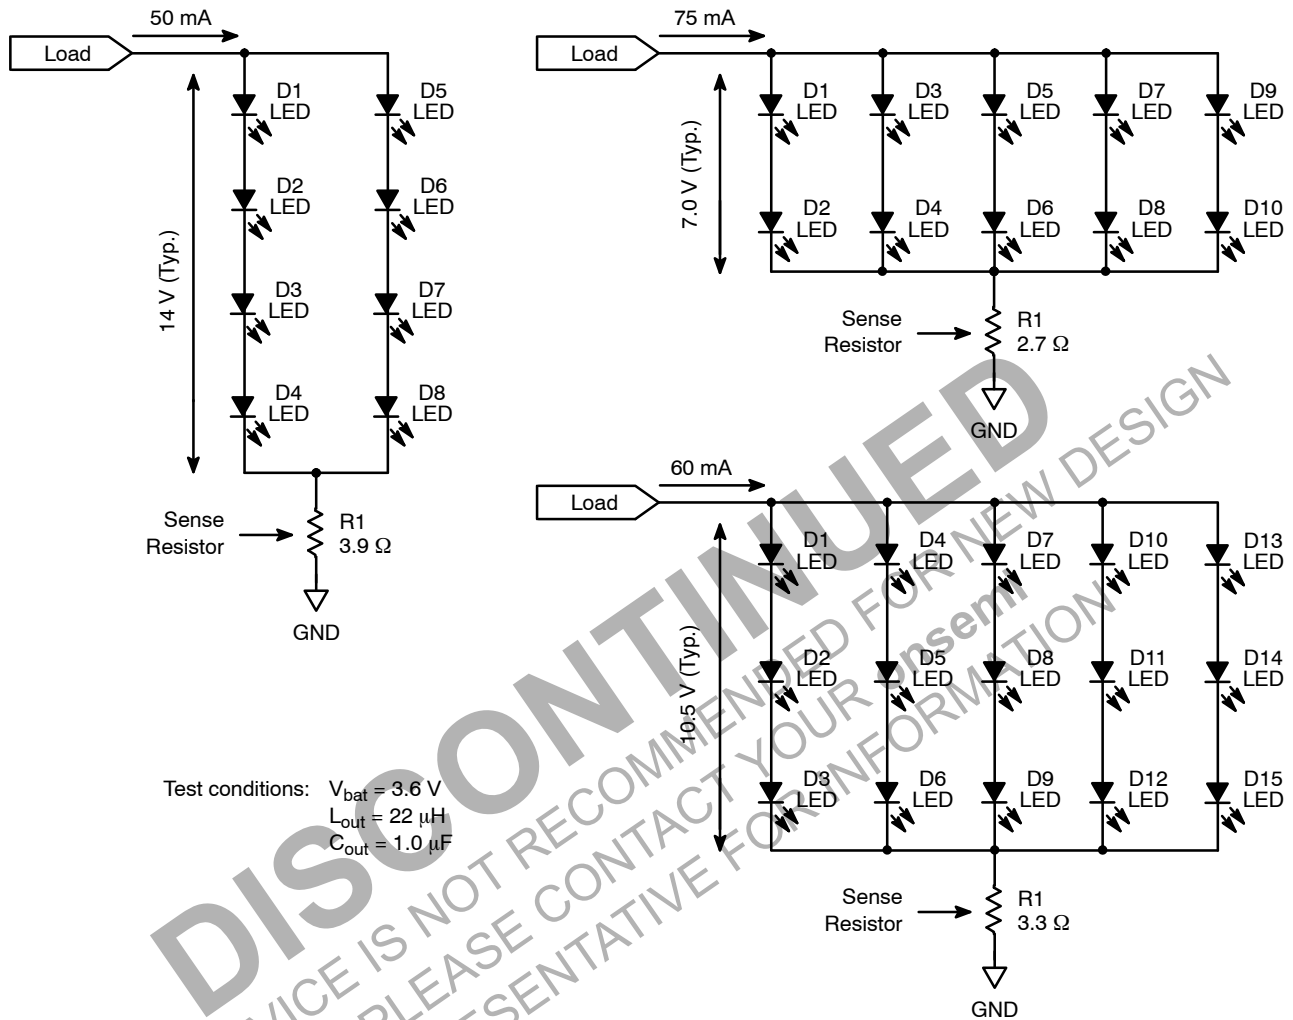 50 mA
Load
14 V (Typ.)
D1
LED
D5
LED
D2
LED
D6
LED
D3
LED
D7
LED
D4
LED
D8
LED
Sense
Resistor
R1
3.9 Ω
GND
75 mA
Load
7.0 V (Typ.)
D1
LED
D3
LED
D5
LED
D7
LED
D9
LED
D2
LED
D4
LED
D6
LED
D8
LED
D10
LED
Sense
Resistor
R1
2.7 Ω
GND
60 mA
Load
10.5 V (Typ.)
D1
LED
D4
LED
D7
LED
D10
LED
D13
LED
D2
LED
D5
LED
D8
LED
D11
LED
D14
LED
D3
LED
D6
LED
D9
LED
D12
LED
D15
LED
Sense
Resistor
R1
3.3 Ω
GND
Test conditions: Vbat = 3.6 V
Lout = 22 μH
Cout = 1.0 μF
DISCONTINUED
IS NOT RECOMMENDED FOR NEW DESIGN
PLEASE CONTACT YOUR onsemi
FOR INFORMATION